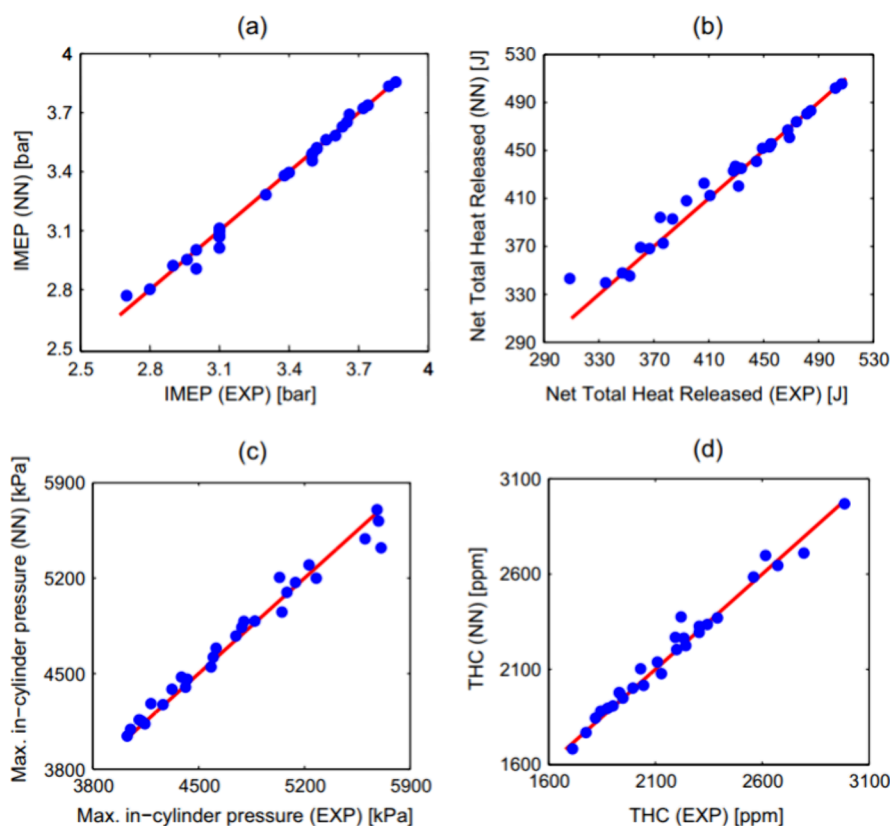 (a)
IMEP (NN) [bar]
4
3.7
3.4
3.1
2.8
2.5
2.5 2.8 3.1 3.4 3.7 4
IMEP (EXP) [bar]
(b)
Net Total Heat Released (NN) [J]
530
490
450
410
370
330
290
290 330 370 410 450 490 530
Net Total Heat Released (EXP) [J]
(c)
Max. in−cylinder pressure (NN) [kPa]
5900
5200
4500
3800
3800 4500 5200 5900
Max. in−cylinder pressure (EXP) [kPa]
(d)
THC (NN) [ppm]
3100
2600
2100
1600
1600 2100 2600 3100
THC (EXP) [ppm]